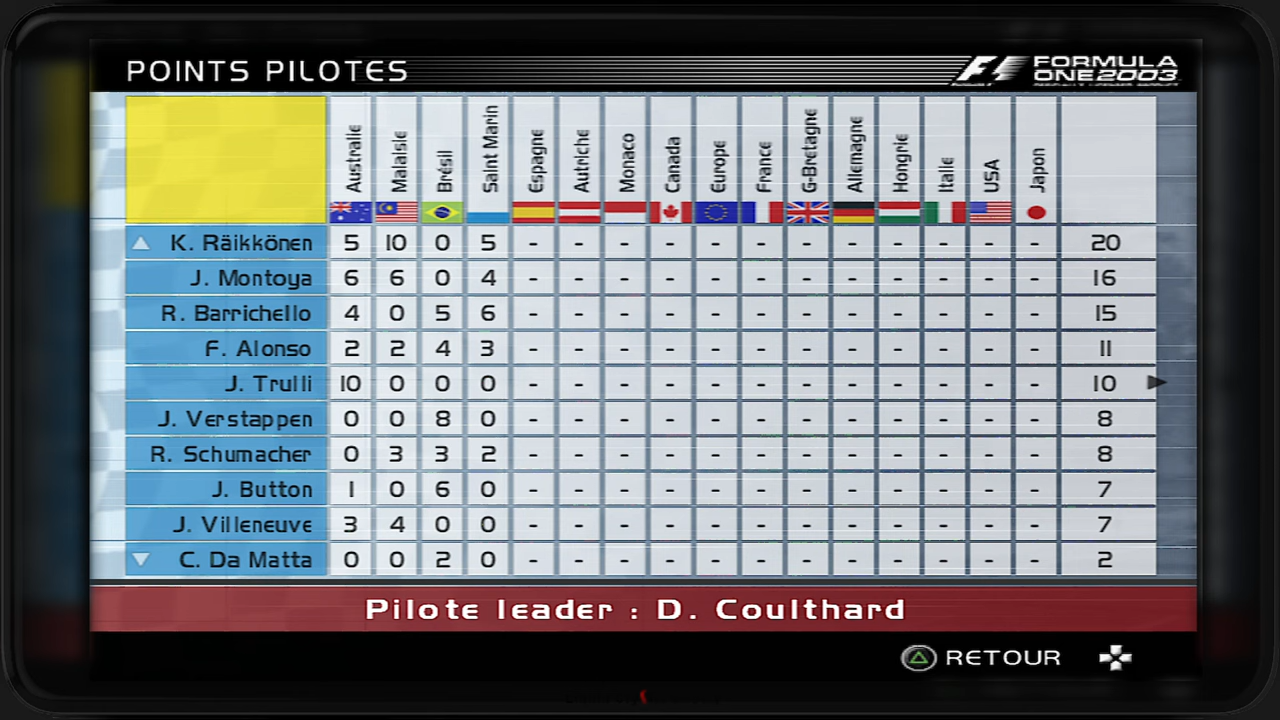 POINTS PILOTES
FORMULA
ONE 2003
Australie Malaisie Brésil Saint Marin Espagne Autriche Monaco Canada Europe France G-Bretagne Allemagne Hongrie Italie USA Japon
K. Räikkönen 5 10 0 5 - - - - - - - - - - - - 20
J. Montoya 6 6 0 4 - - - - - - - - - - - - 16
R. Barrichello 4 0 5 6 - - - - - - - - - - - - 15
F. Alonso 2 2 4 3 - - - - - - - - - - - - 11
J. Trulli 10 0 0 0 - - - - - - - - - - - - 10
J. Verstappen 0 0 8 0 - - - - - - - - - - - - 8
R. Schumacher 0 3 3 2 - - - - - - - - - - - - 8
J. Button 1 0 6 0 - - - - - - - - - - - - 7
J. Villeneuve 3 4 0 0 - - - - - - - - - - - - 7
C. Da Matta 0 0 2 0 - - - - - - - - - - - - 2
Pilote leader : D. Coulthard
RETOUR